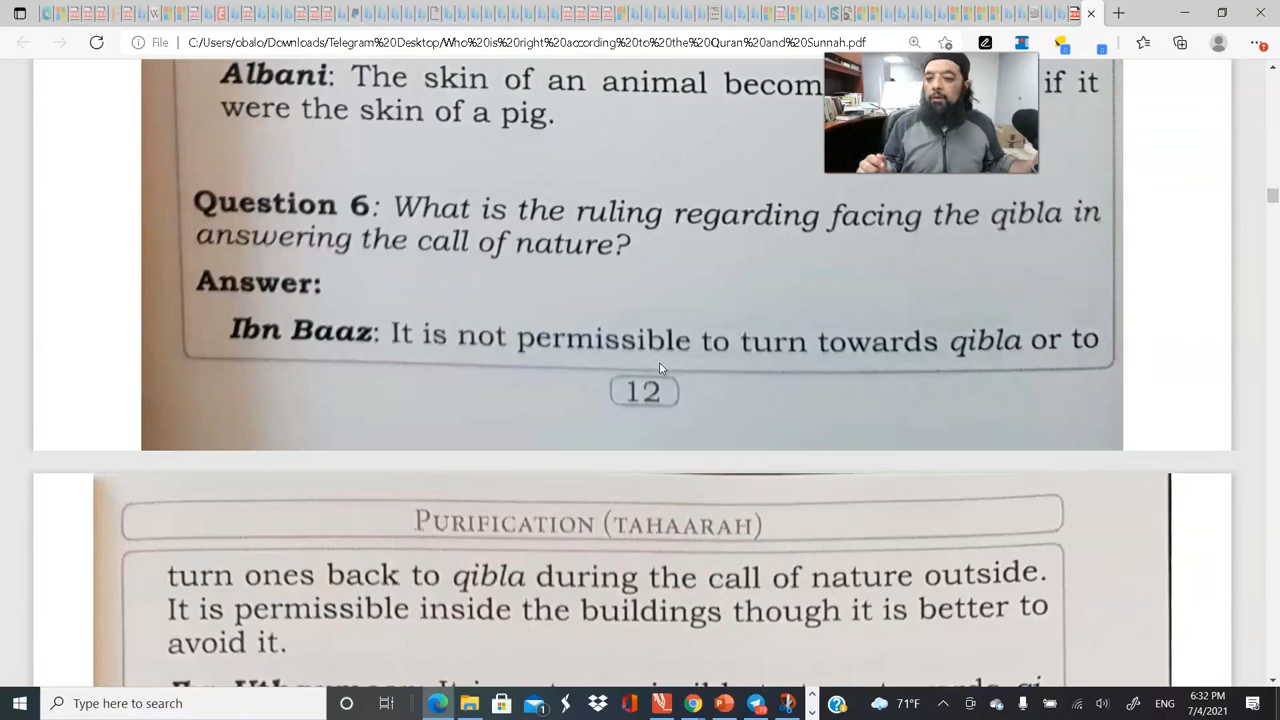 File
C:/Users/obalo/Downloads/Telegram%20Desktop/Who%20is%20right%20according%20to%20the%20Quran%20and%20Sunnah.pdf
Albani: The skin of an animal becom if it
were the skin of a pig.
Question 6: What is the ruling regarding facing the qibla in
answering the call of nature?
Answer:
Ibn Baaz: It is not permissible to turn towards qibla or to
12
PURIFICATION (TAHAARAH)
turn ones back to qibla during the call of nature outside.
It is permissible inside the buildings though it is better to
avoid it.
Type here to search
71°F
ENG
6:32 PM
7/4/2021